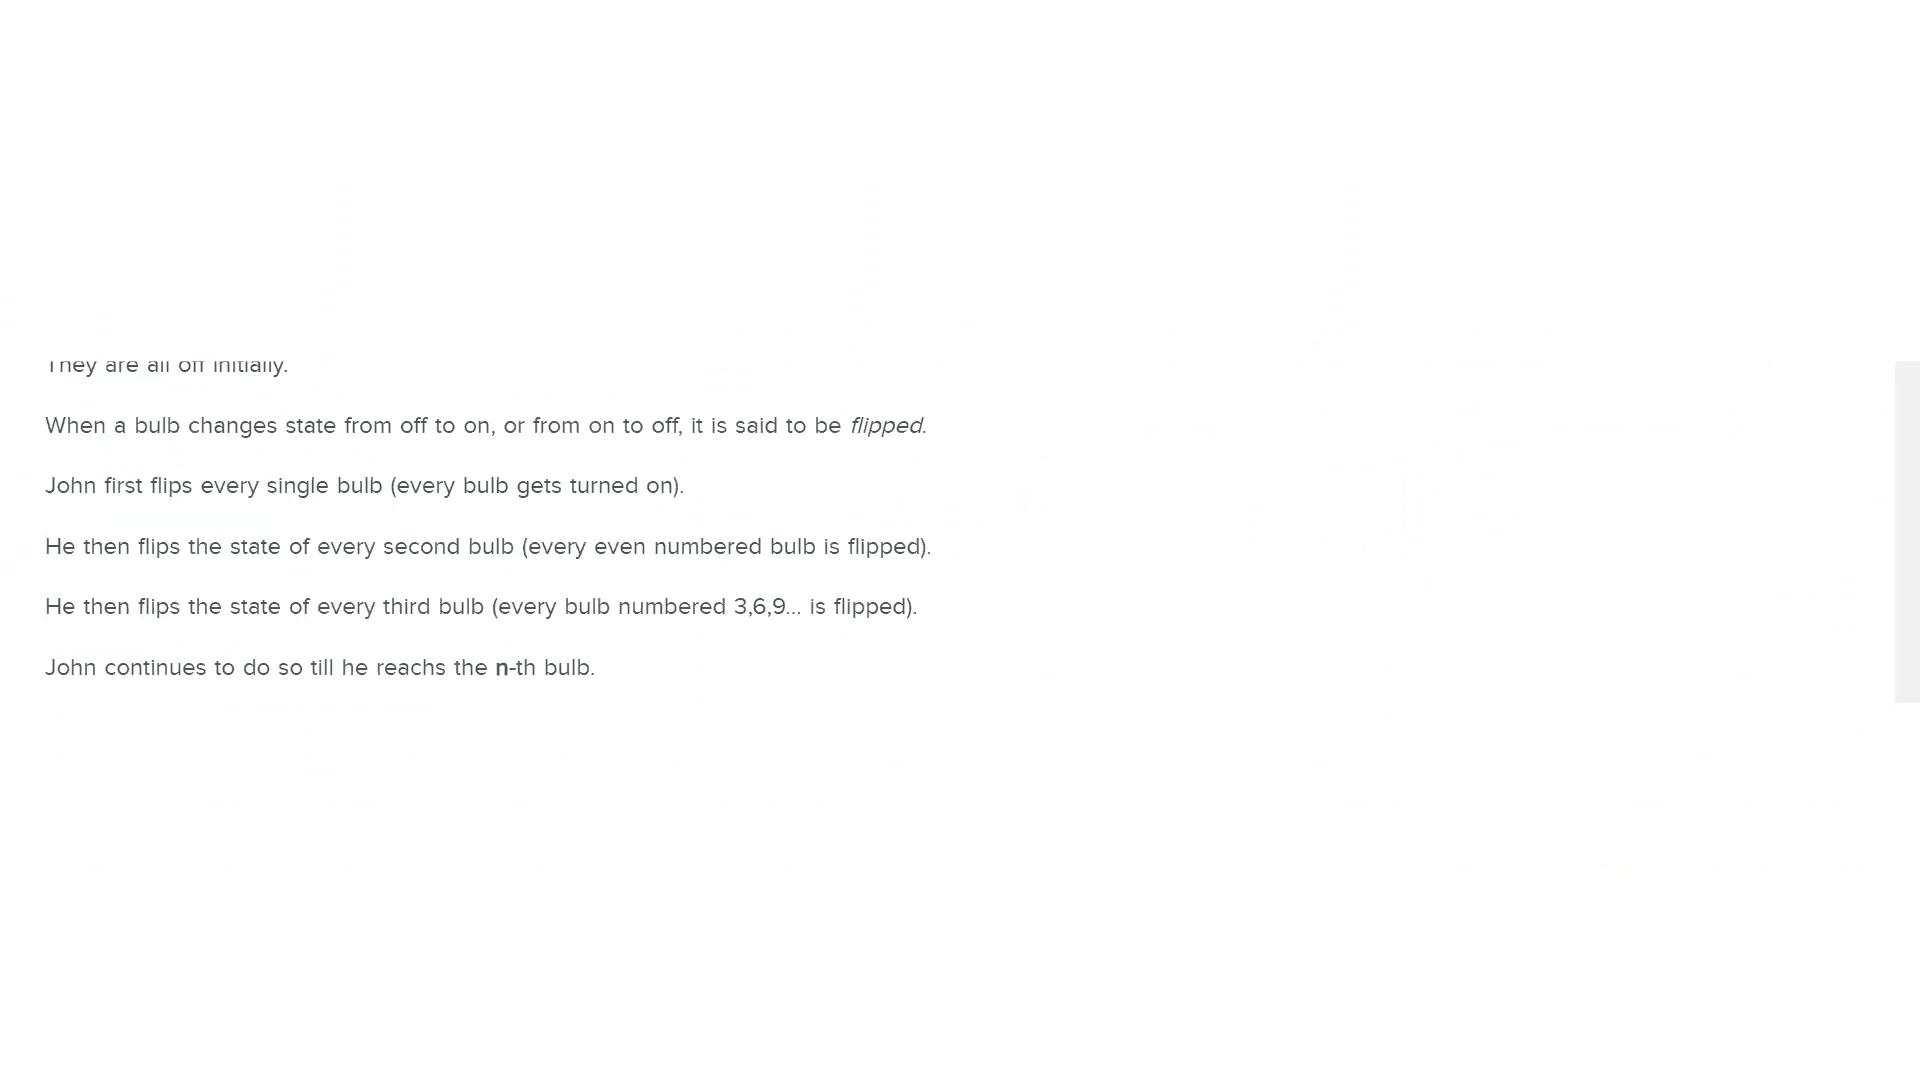 They are all off initially.
When a bulb changes state from off to on, or from on to off, it is said to be flipped.
John first flips every single bulb (every bulb gets turned on).
He then flips the state of every second bulb (every even numbered bulb is flipped).
He then flips the state of every third bulb (every bulb numbered 3,6,9... is flipped).
John continues to do so till he reachs the n-th bulb.